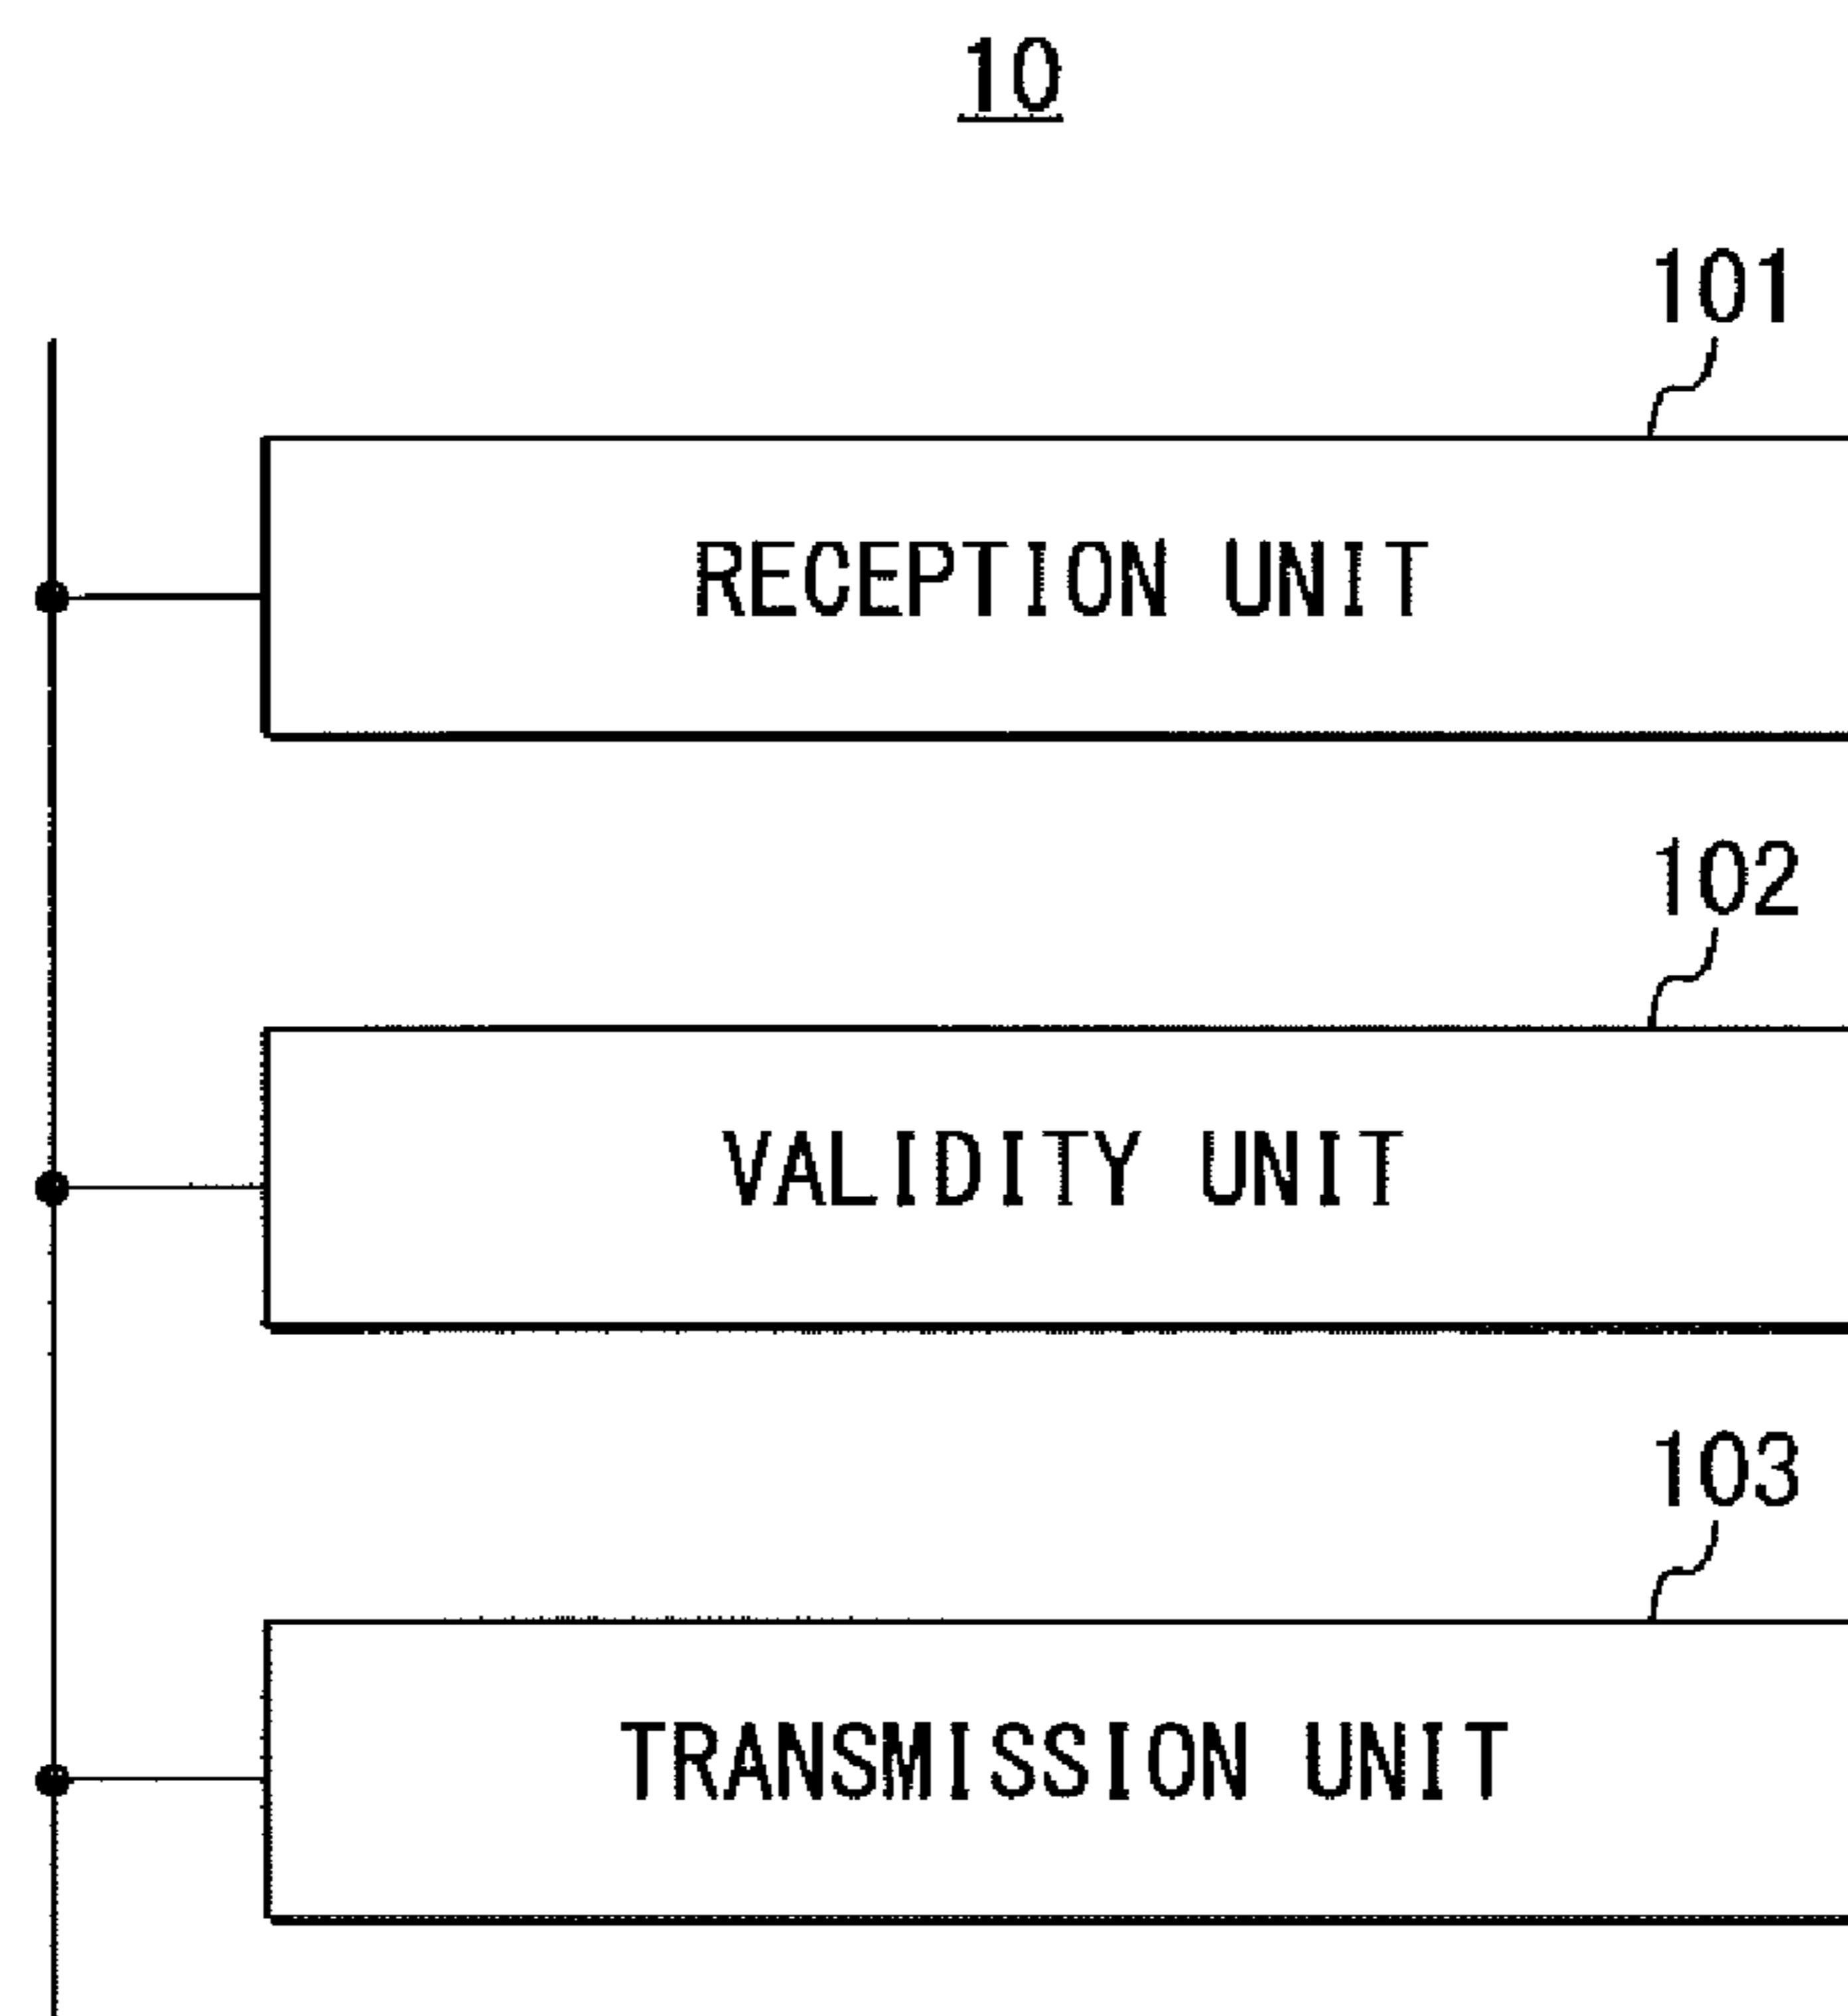 10
101
RECEPTION UNIT
102
VALIDITY UNIT
103
TRANSMISSION UNIT